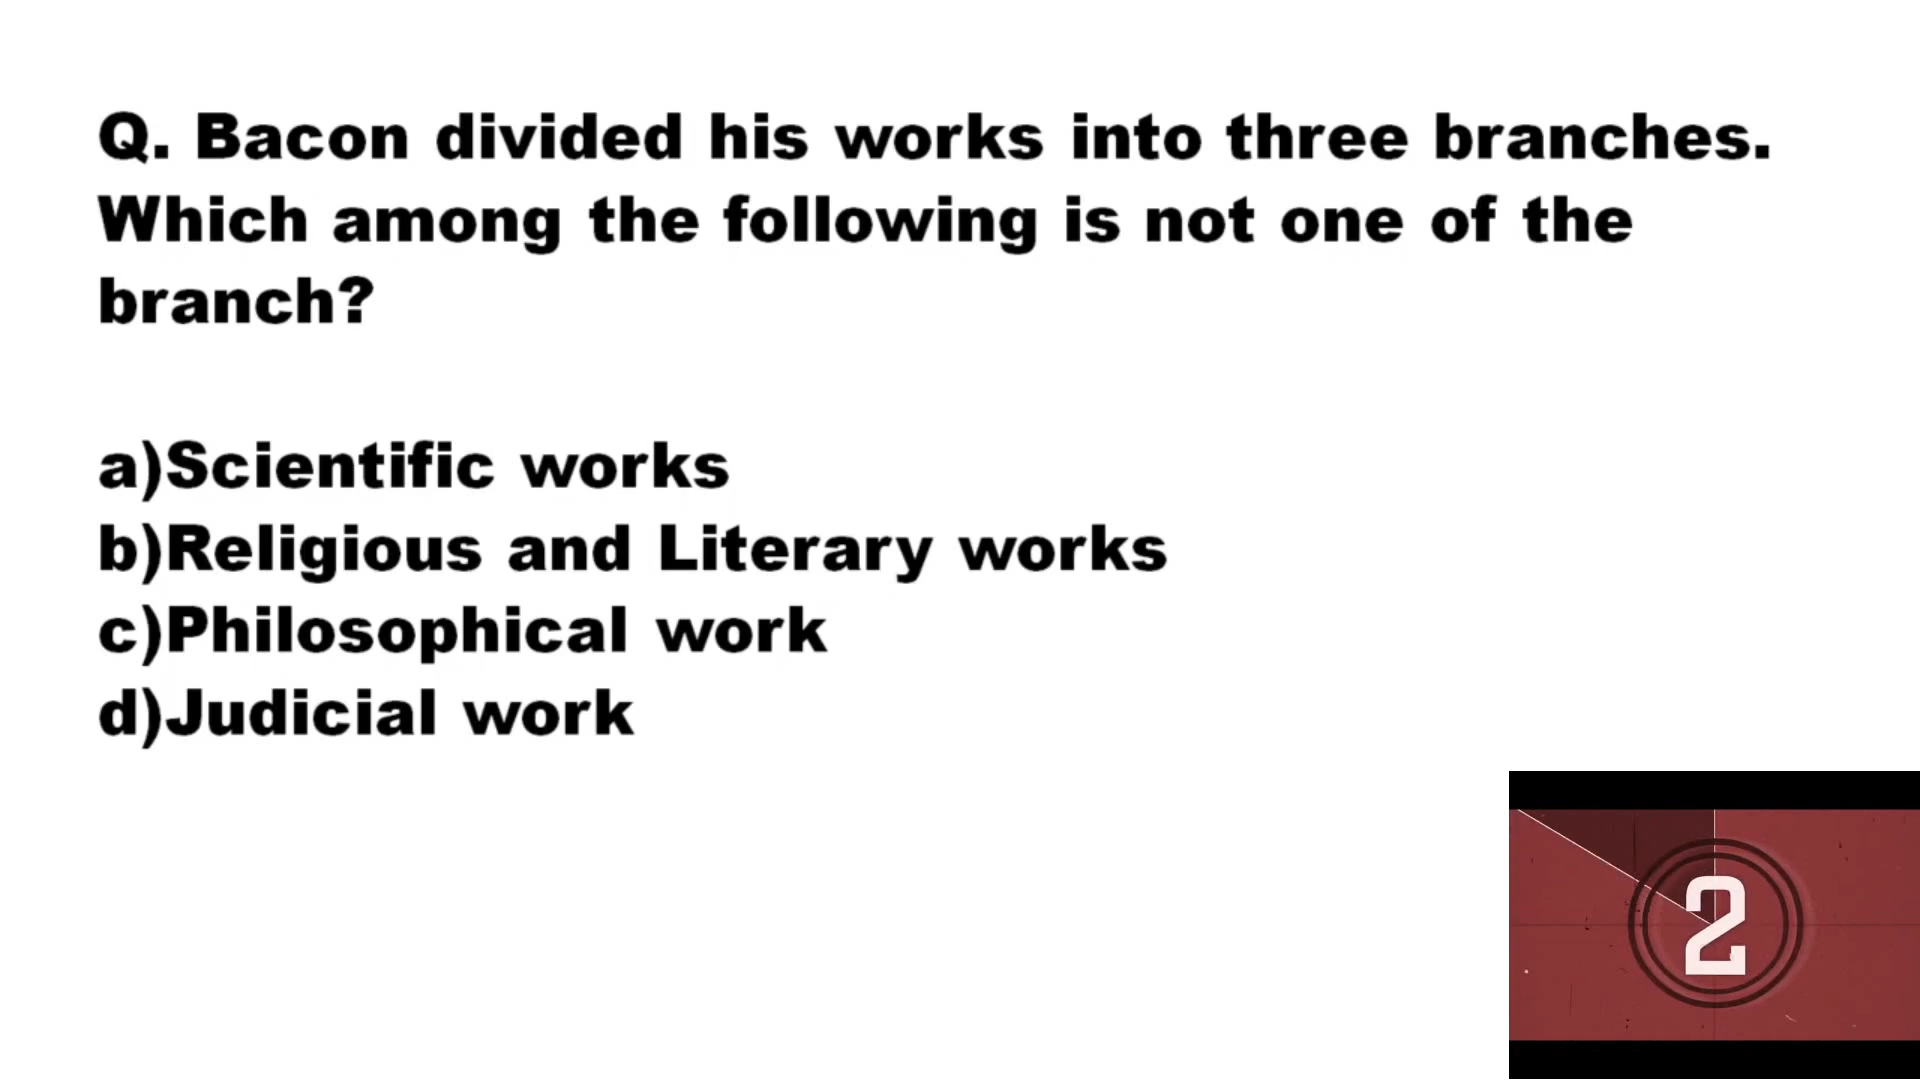 Q. Bacon divided his works into three branches.
Which among the following is not one of the
branch?
a)Scientific works
b)Religious and Literary works
c)Philosophical work
d)Judicial work
2